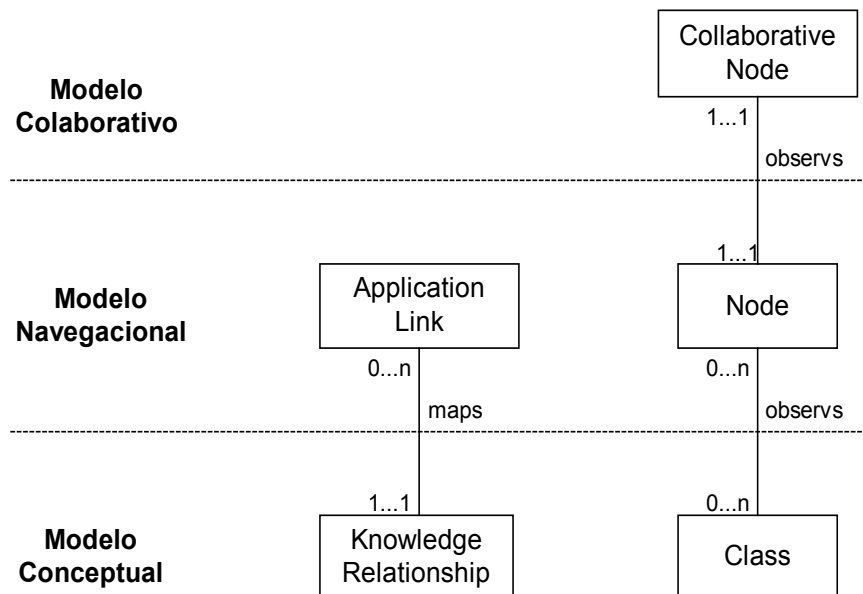 Collaborative
Node
Modelo
Colaborativo
1...1
observs
1...1
Modelo
Navegacional
Application
Link
Node
0...n
0...n
maps
observs
1...1
0...n
Modelo
Conceptual
Knowledge
Relationship
Class